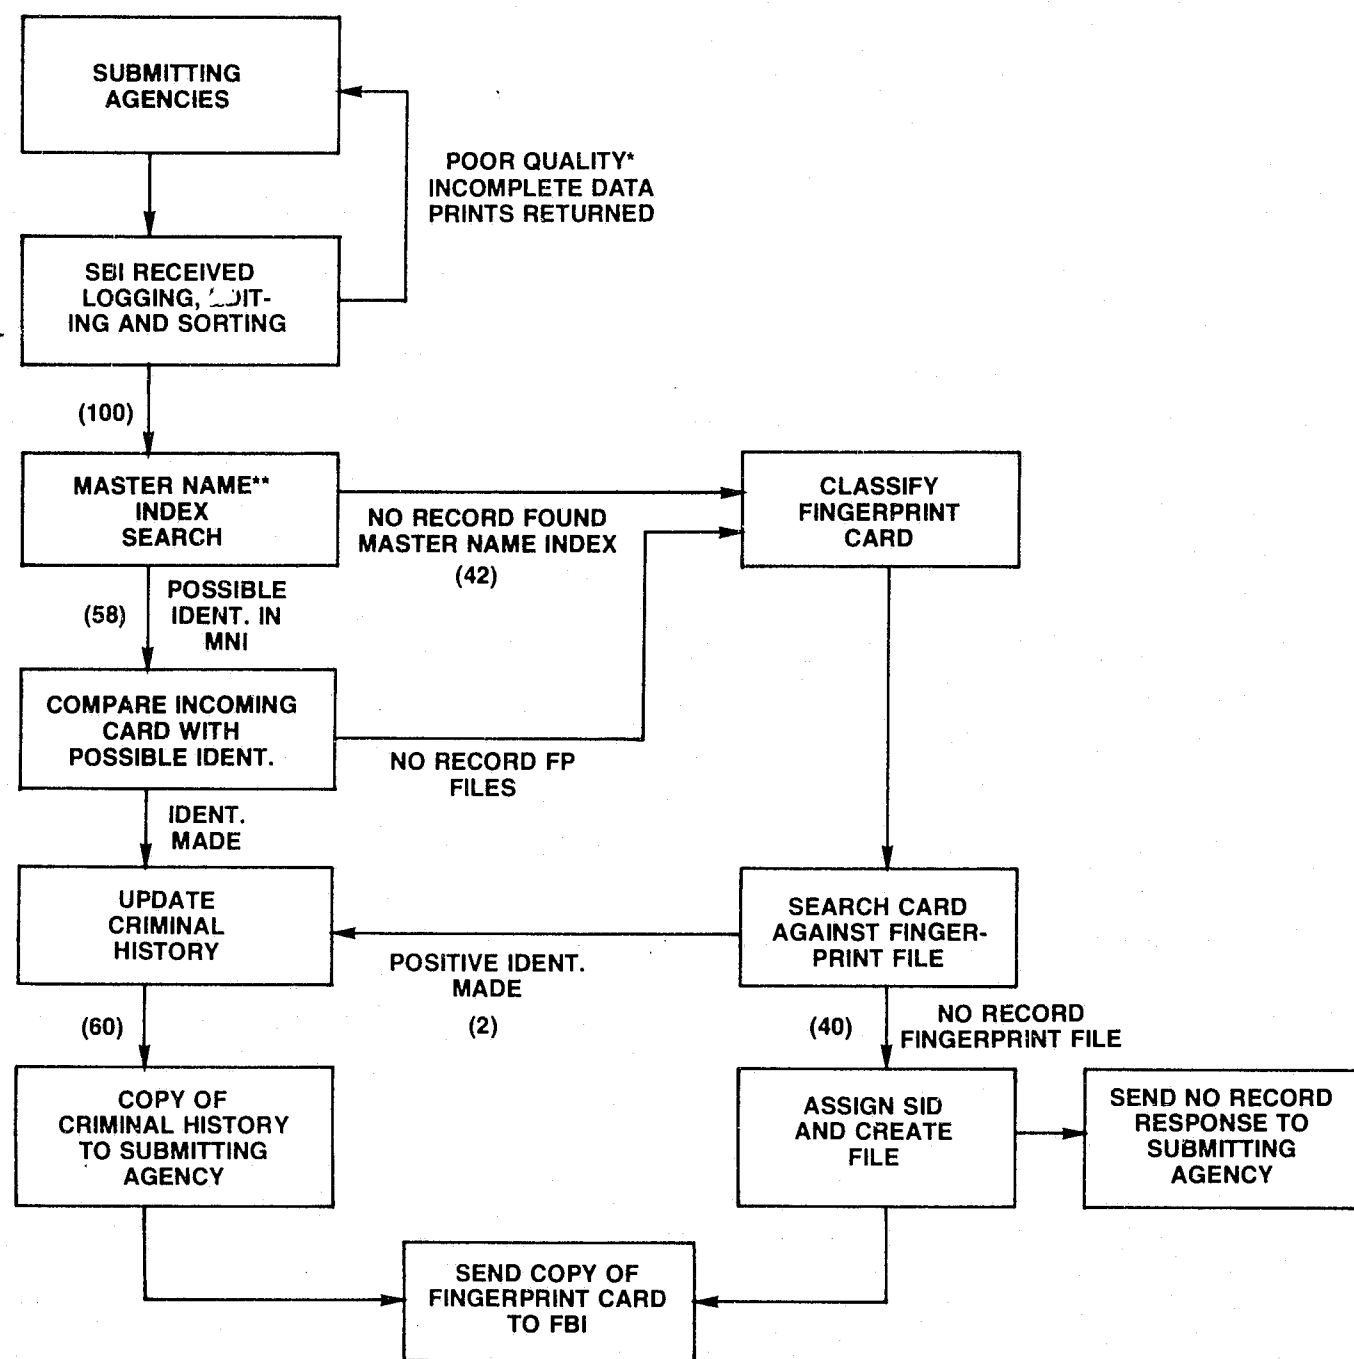 SUBMITTING
AGENCIES
POOR QUALITY*
INCOMPLETE DATA
PRINTS RETURNED
SBI RECEIVED
LOGGING,
ING AND SORTING
(100)
MASTER NAME**
INDEX
SEARCH
NO RECORD FOUND
MASTER NAME INDEX
(42)
CLASSIFY
FINGERPRINT
CARD
(58)
POSSIBLE
IDENT. IN
MNI
COMPARE INCOMING
CARD WITH
POSSIBLE IDENT.
NO RECORD FP
FILES
IDENT.
MADE
UPDATE
CRIMINAL
HISTORY
POSITIVE IDENT.
MADE
(2)
SEARCH CARD
AGAINST FINGER-
PRINT FILE
(60)
(40)
NO RECORD
FINGERPRINT FILE
COPY OF
CRIMINAL HISTORY
TO SUBMITTING
AGENCY
ASSIGN SID
AND CREATE
FILE
SEND NO RECORD
RESPONSE TO
SUBMITTING
AGENCY
SEND COPY OF
FINGERPRINT CARD
TO FBI